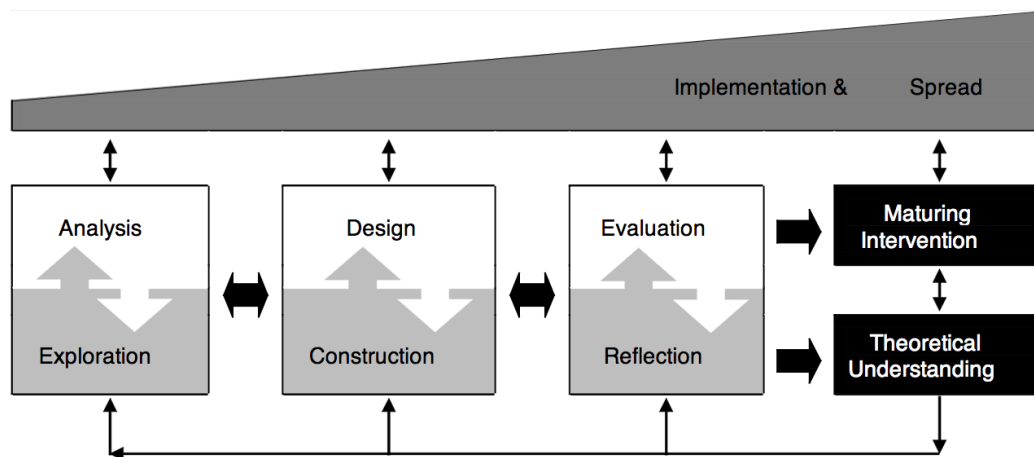 Implementation & Spread
Analysis
Exploration
Design
Construction
Evaluation
Reflection
Maturing
Intervention
Theoretical
Understanding